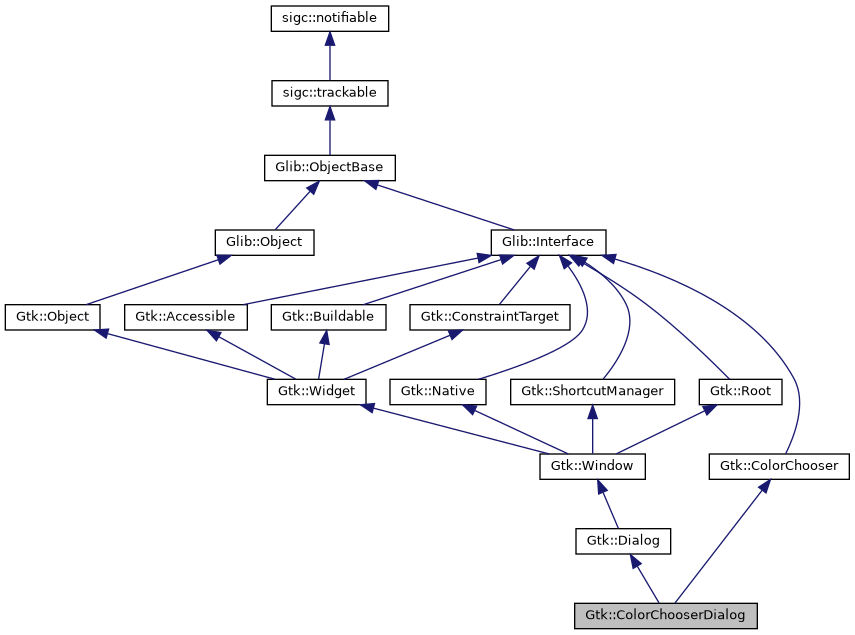 sigc::notifiable
sigc::trackable
Glib::ObjectBase
Glib::Object
Glib::Interface
Gtk::Object
Gtk::Accessible
Gtk::Buildable
Gtk::ConstraintTarget
Gtk::Widget
Gtk::Native
Gtk::ShortcutManager
Gtk::Root
Gtk::Window
Gtk::ColorChooser
Gtk::Dialog
Gtk::ColorChooserDialog